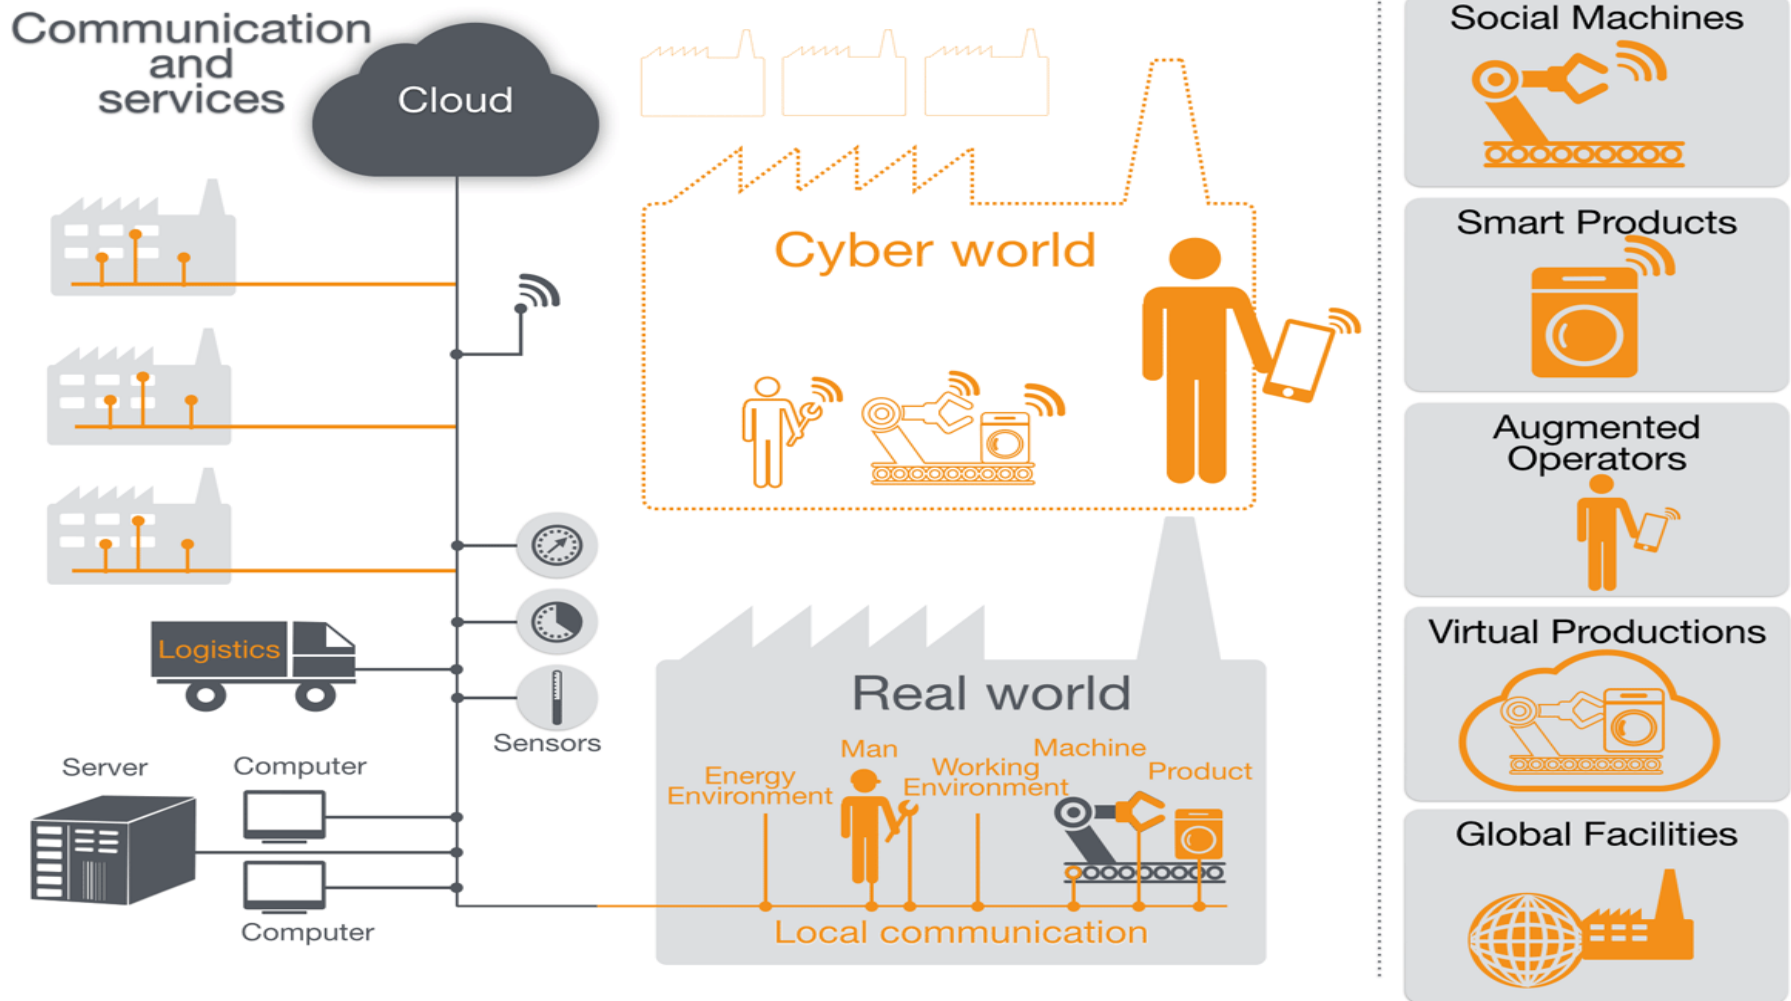 Communication
and
services
Cloud
Logistics
Sensors
Server
Computer
Computer
Cyber world
Real world
Energy
Environment
Man
Working
Environment
Machine
Product
Local communication
Social Machines
Smart Products
Augmented
Operators
Virtual Productions
Global Facilities